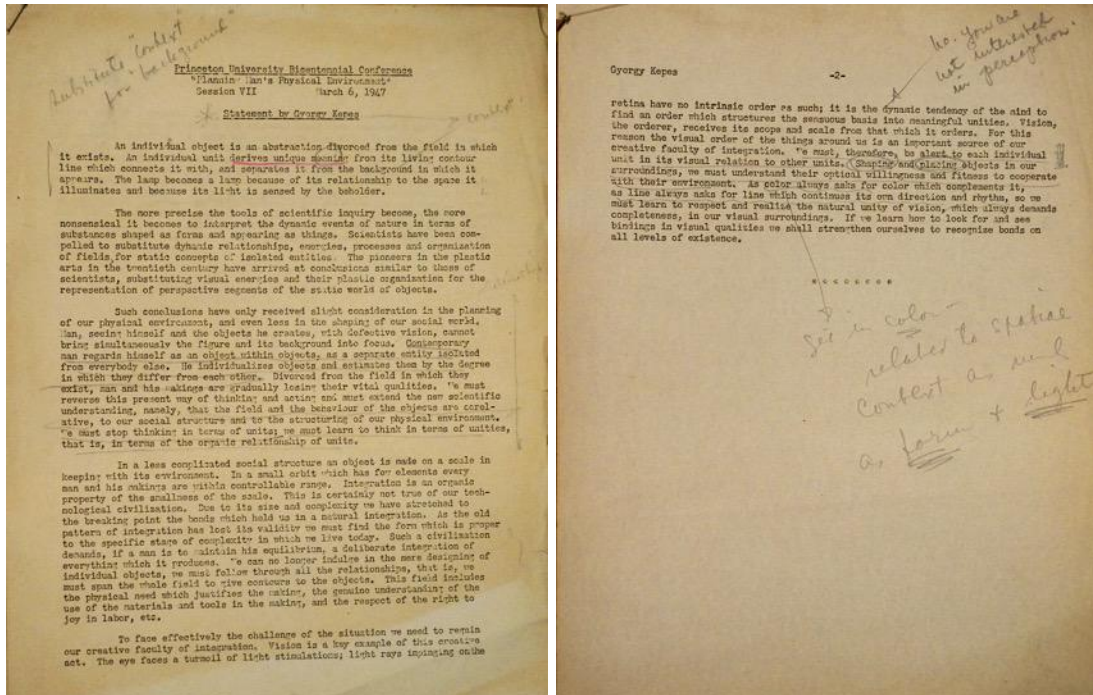 Substitute "context"
for "background"
Princeton University Bicentennial Conference
"Planning Man's Physical Environment"
Session VII March 6, 1947
Statement by Gyorgy Kepes
context
An individual object is an abstraction divorced from the field in which
it exists. An individual unit derives unique meaning from its living contour
line which connects it with, and separates it from the background in which it
appears. The lamp becomes a lamp because of its relationship to the space it
illuminates and because its light is sensed by the beholder.
The more precise the tools of scientific inquiry become, the more
nonsensical it becomes to interpret the dynamic events of nature in terms of
substances shaped as forms and appearing as things. Scientists have been com-
pelled to substitute dynamic relationships, energies, processes and organization
of fields for static concepts of isolated entities. The pioneers in the plastic
arts in the twentieth century have arrived at conclusions similar to those of
scientists, substituting visual energies and their plastic organization for the
representation of perspective segments of the static world of objects.
Such conclusions have only received slight consideration in the planning
of our physical environment, and even less in the shaping of our social world.
Man, seeing himself and the objects he creates, with defective vision, cannot
bring simultaneously the figure and its background into focus. Contemporary
man regards himself as an object within objects, as a separate entity isolated
from everybody else. He individualizes objects and estimates them by the degree
in which they differ from each other. Divorced from the field in which they
exist, man and his makings are gradually losing their vital qualities. We must
reverse this present way of thinking and acting and must extend the new scientific
understanding, namely, that the field and the behaviour of the objects are corel-
ative, to our social structure and to the structuring of our physical environment.
We must stop thinking in terms of units; we must learn to think in terms of unities,
that is, in terms of the organic relationship of units.
In a less complicated social structure an object is made on a scale in
keeping with its environment. In a small orbit which has few elements every
man and his makings are within controllable range. Integration is an organic
property of the smallness of the scale. This is certainly not true of our tech-
nological civilization. Due to its size and complexity we have stretched to
the breaking point the bonds which held us in a natural integration. As the old
pattern of integration has lost its validity we must find the form which is proper
to the specific stage of complexity in which we live today. Such a civilization
demands, if a man is to maintain his equilibrium, a deliberate integration of
everything which it produces. We can no longer indulge in the mere designing of
individual objects, we must follow through all the relationships, that is, we
must span the whole field to give contours to the objects. This field includes
the physical need which justifies the making, the genuine understanding of the
use of the materials and tools in the making, and the respect of the right to
joy in labor, etc.
To face effectively the challenge of the situation we need to regain
our creative faculty of integration. Vision is a key example of this creative
act. The eye faces a turmoil of light stimulations; light rays impinging onthe
no. you are
not interested
in perception.
Gyorgy Kepes -2-
retina have no intrinsic order as such; it is the dynamic tendency of the mind to
find an order which structures the sensuous basis into meaningful unities. Vision,
the orderer, receives its scope and scale from that which it orders. For this
reason the visual order of the things around us is an important source of our
creative faculty of integration. We must, therefore, be alert to each individual
unit in its visual relation to other units. Shaping and placing objects in our
surroundings, we must understand their optical willingness and fitness to cooperate
with their environment. As color always asks for color which complements it,
as line always asks for line which continues its own direction and rhythm, so we
must learn to respect and realize the natural unity of vision, which always demands
completeness, in our visual surroundings. If we learn how to look for and see
bindings in visual qualities we shall strengthen ourselves to recognize bonds on
all levels of existence.
* * * * * * * *
get in color
related to spatial
context as well
as form & light